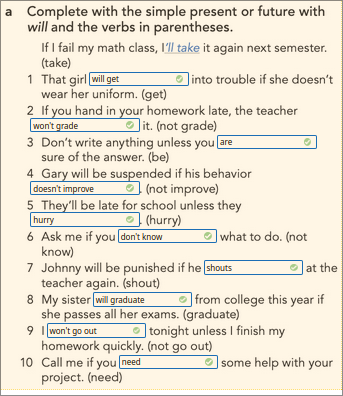 a Complete with the simple present or future with
will and the verbs in parentheses.
If I fail my math class, I'll take it again next semester.
(take)
1 That girl will get into trouble if she doesn't
wear her uniform. (get)
2 If you hand in your homework late, the teacher
won't grade it. (not grade)
3 Don't write anything unless you are
sure of the answer. (be)
4 Gary will be suspended if his behavior
doesn't improve. (not improve)
5 They'll be late for school unless they
hurry. (hurry)
6 Ask me if you don't know what to do. (not
know)
7 Johnny will be punished if he shouts at the
teacher again. (shout)
8 My sister will graduate from college this year if
she passes all her exams. (graduate)
9 I won't go out tonight unless I finish my
homework quickly. (not go out)
10 Call me if you need some help with your
project. (need)